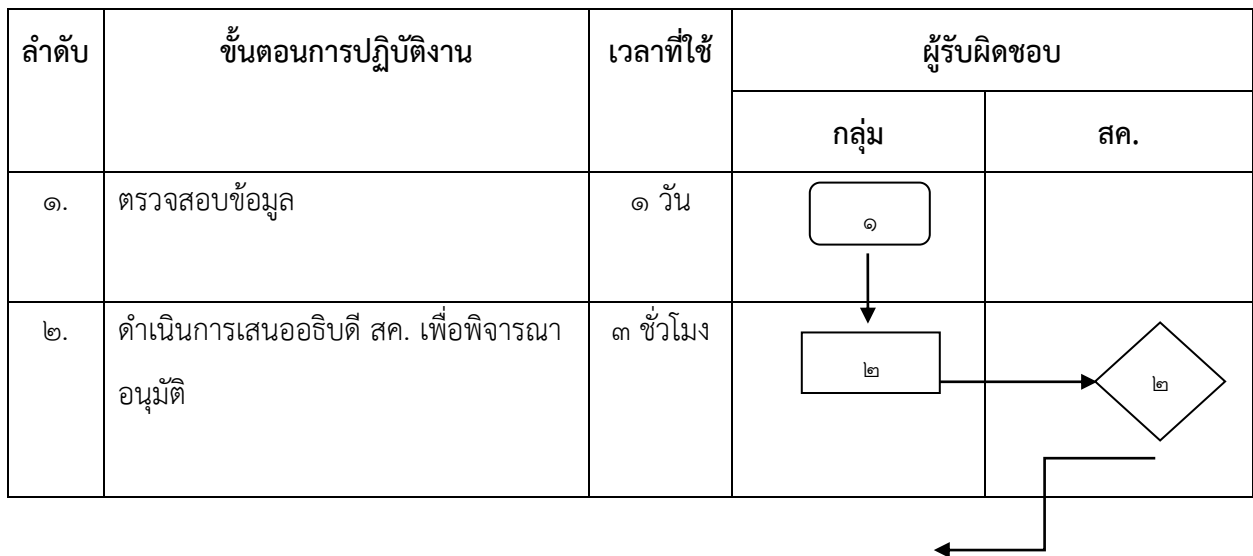 ลำดับ ขั้นตอนการปฏิบัติงาน เวลาที่ใช้ ผู้รับผิดชอบ
กลุ่ม สค.
๑. ตรวจสอบข้อมูล ๑ วัน
๑
๒. ดำเนินการเสนออธิบดี สค. เพื่อพิจารณา ๓ ชั่วโมง
๒ ๒
อนุมัติ